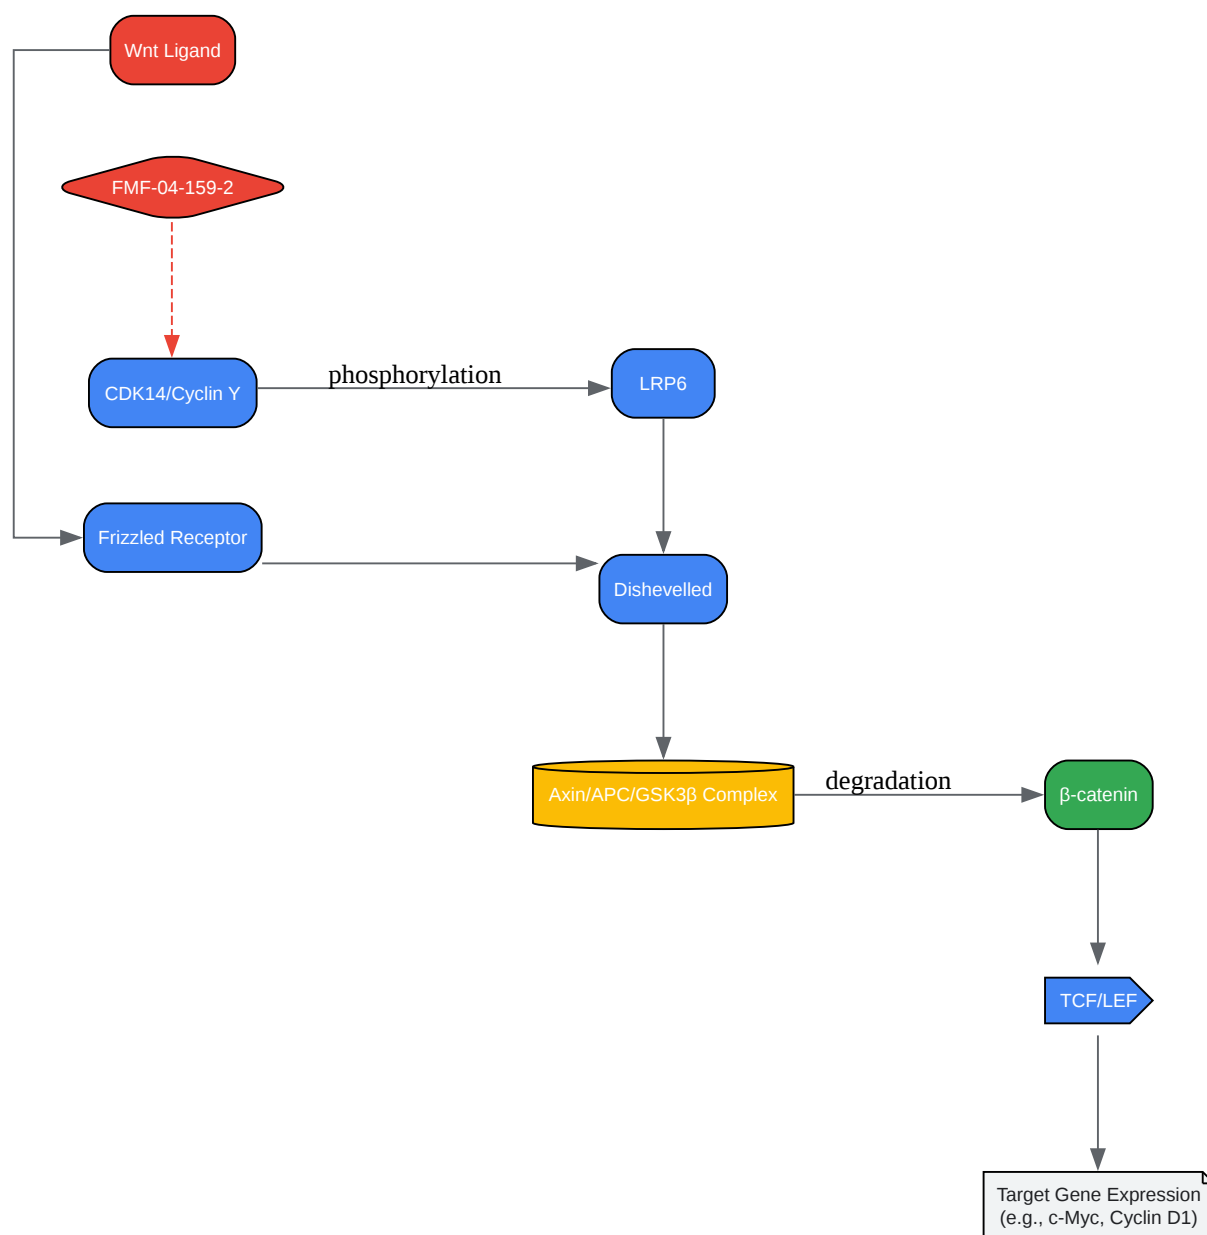 Wnt Ligand
FMF-04-159-2
CDK14/Cyclin Y
phosphorylation
LRP6
Frizzled Receptor
Dishevelled
Axin/APC/GSK3β Complex
degradation
β-catenin
TCF/LEF
Target Gene Expression
(e.g., c-Myc, Cyclin D1)